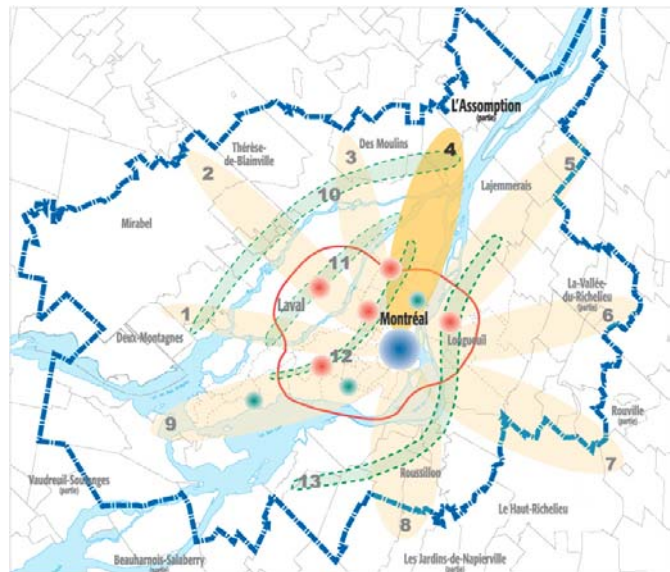 L'Assomption
(partie)
Des Moulins
Thérèse-
de-Blainville
3
4
5
2
Lajemmerais
10
Mirabel
11
La-Vallée-
du-Richelieu
(partie)
Laval
1
Montréal
6
Deux-Montagnes
Longueuil
12
9
Rouville
(partie)
7
Vaudreuil-Soulanges
(partie)
13
Roussillon
8
Le Haut-Richelieu
Beauharnois-Salaberry
(partie)
Les Jardins-de-Napierville
(partie)